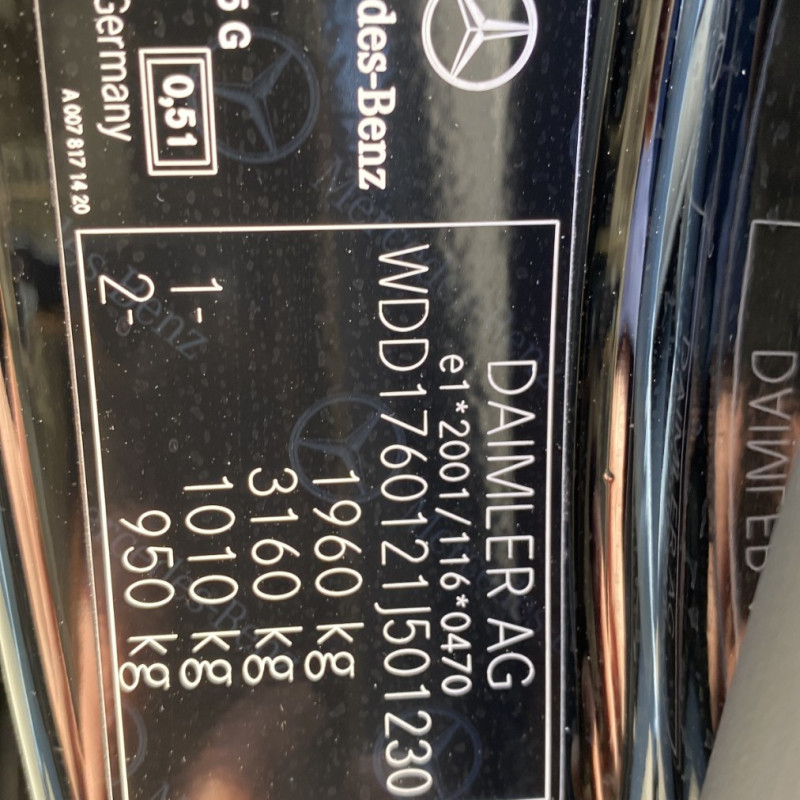 des-Benz
5 G
0,51
Germany
A 007 817 14 20
DAIMLER AG
e1*2001/116*0470
WDD1760121J501230
1960 kg
3160 kg
1- 1010 kg
2- 950 kg